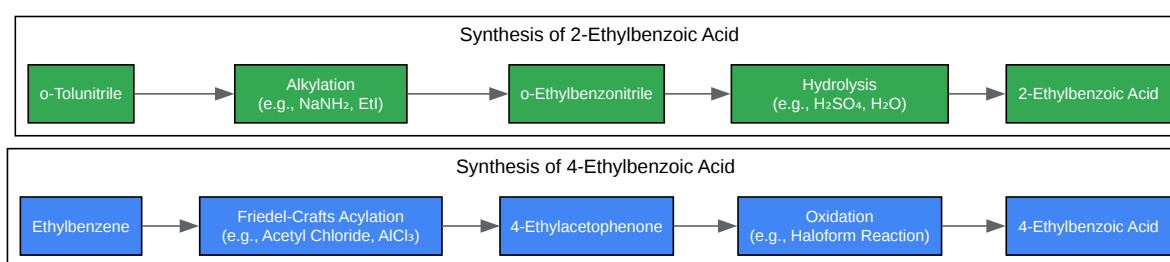 Synthesis of 2-Ethylbenzoic Acid
o-Tolunitrile
Alkylation
(e.g., NaNH₂, EtI)
o-Ethylbenzonitrile
Hydrolysis
(e.g., H₂SO₄, H₂O)
2-Ethylbenzoic Acid
Synthesis of 4-Ethylbenzoic Acid
Ethylbenzene
Friedel-Crafts Acylation
(e.g., Acetyl Chloride, AlCl₃)
4-Ethylacetophenone
Oxidation
(e.g., Haloform Reaction)
4-Ethylbenzoic Acid